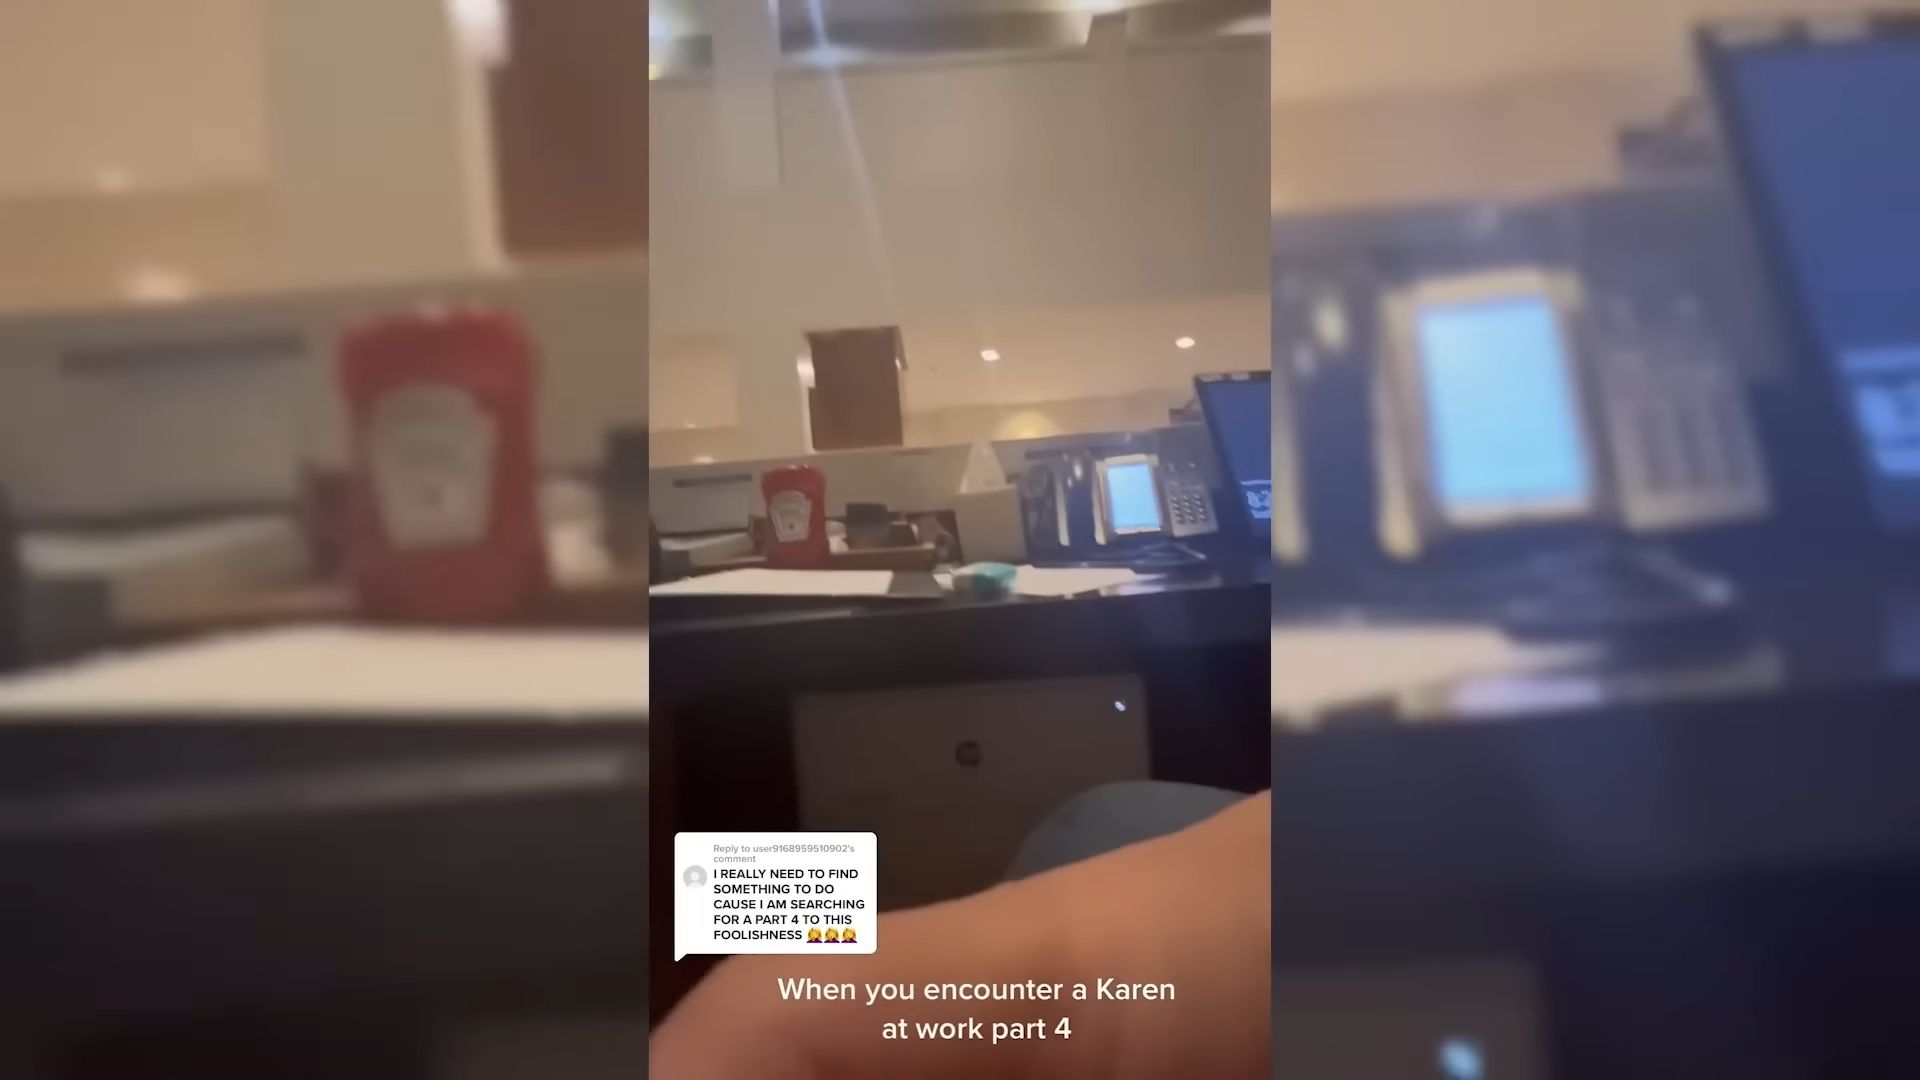 Reply to user9168959510902's
comment
I REALLY NEED TO FIND
SOMETHING TO DO
CAUSE I AM SEARCHING
FOR A PART 4 TO THIS
FOOLISHNESS 🤦‍♀️🤦‍♀️🤦‍♀️
When you encounter a Karen
at work part 4